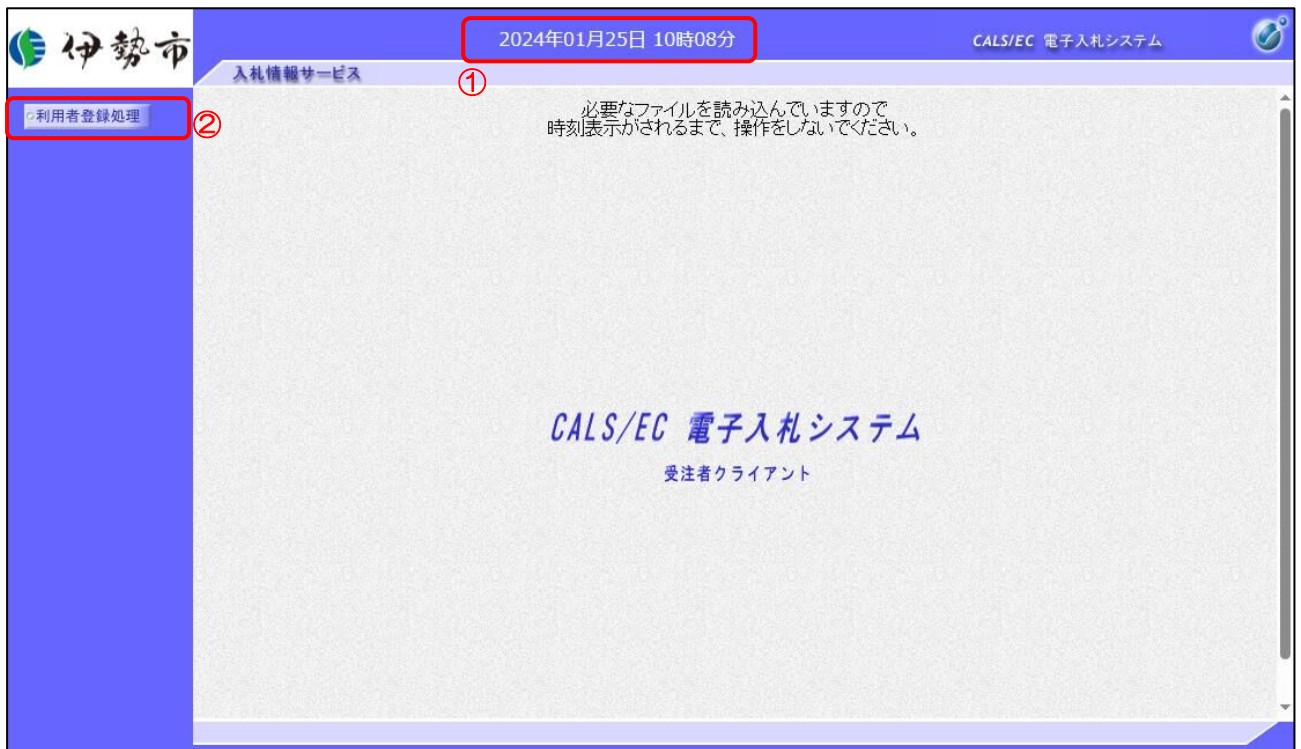 伊勢市
2024年01月25日 10時08分
CALS/EC 電子入札システム
①
入札情報サービス
利用者登録処理
②
必要なファイルを読み込んでいますので
時刻表示がされるまで、操作をしないでください。
CALS/EC 電子入札システム
受注者クライアント